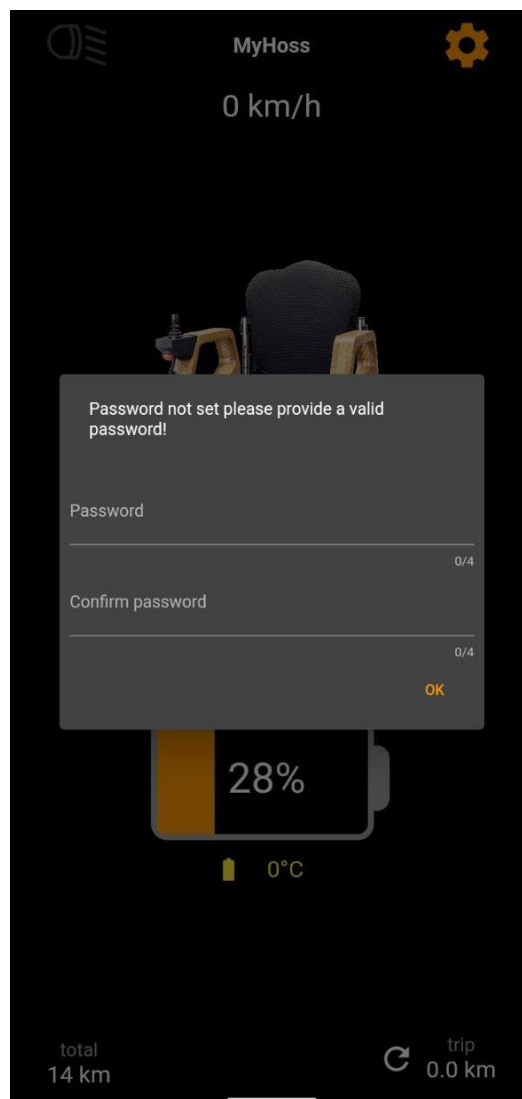 MyHoss
0 km/h
Password not set please provide a valid
password!
Password
0/4
Confirm password
0/4
OK
28%
0°C
total
14 km
trip
0.0 km